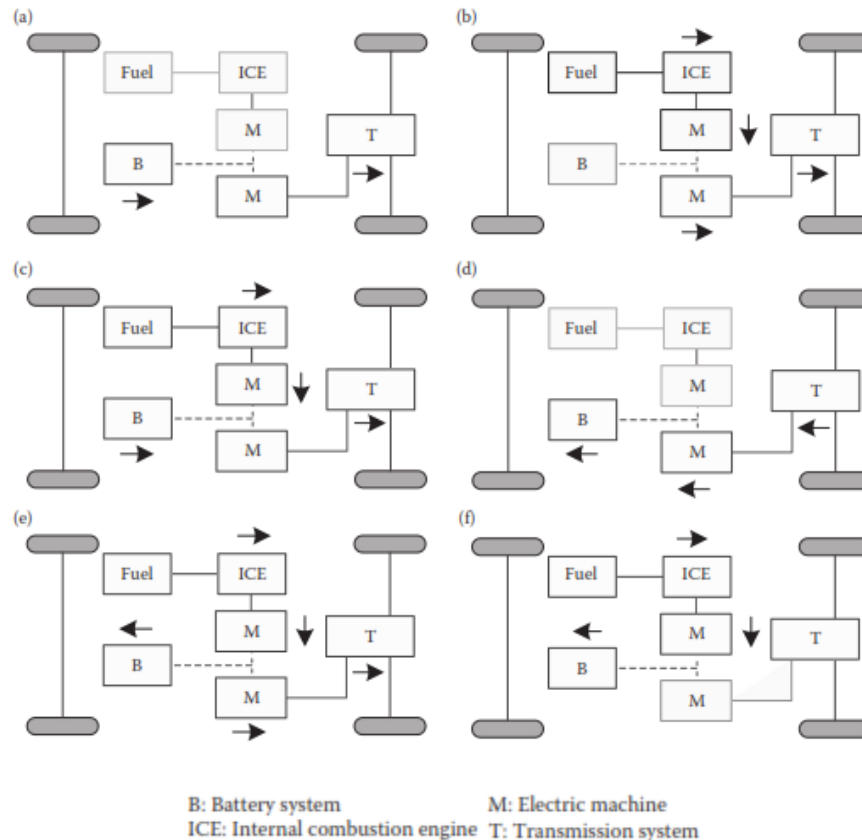 (a)
Fuel
ICE
M
T
B
M
(b)
Fuel
ICE
M
T
B
M
(c)
Fuel
ICE
M
T
B
M
(d)
Fuel
ICE
M
T
B
M
(e)
Fuel
ICE
M
T
B
M
(f)
Fuel
ICE
M
T
B
M
B: Battery system M: Electric machine
ICE: Internal combustion engine T: Transmission system